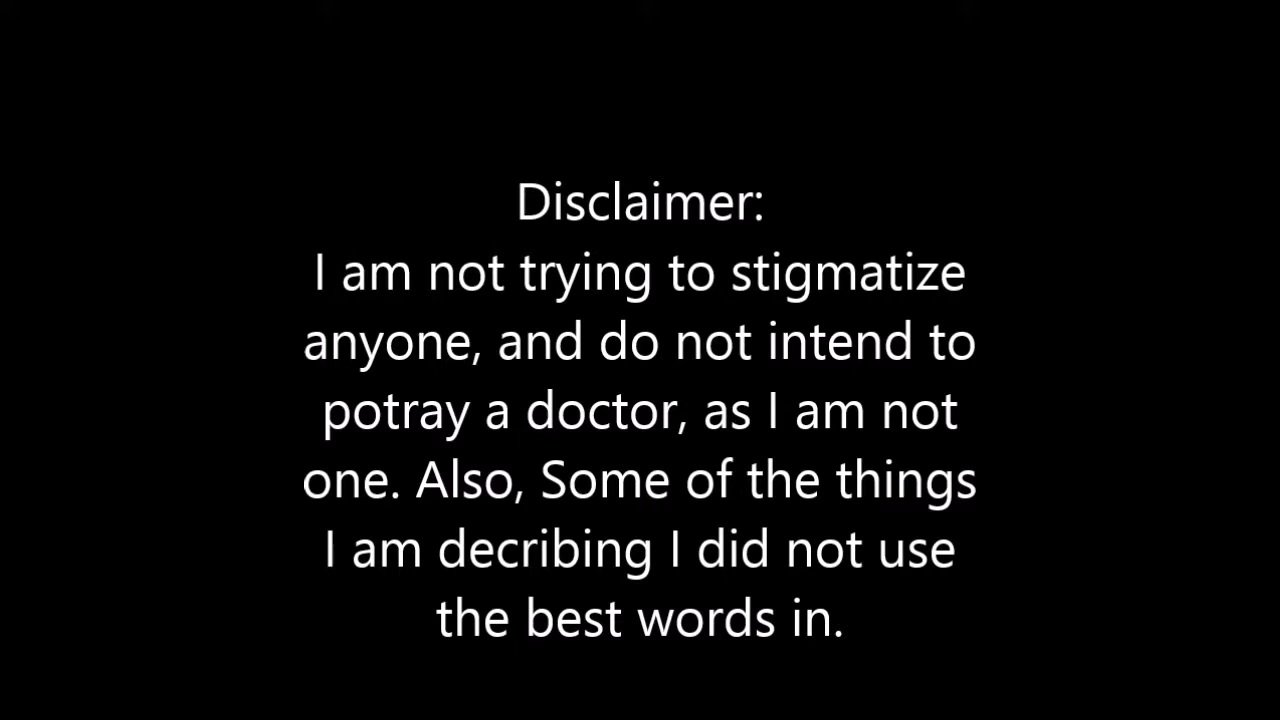 Disclaimer:
I am not trying to stigmatize
anyone, and do not intend to
potray a doctor, as I am not
one. Also, Some of the things
I am decribing I did not use
the best words in.